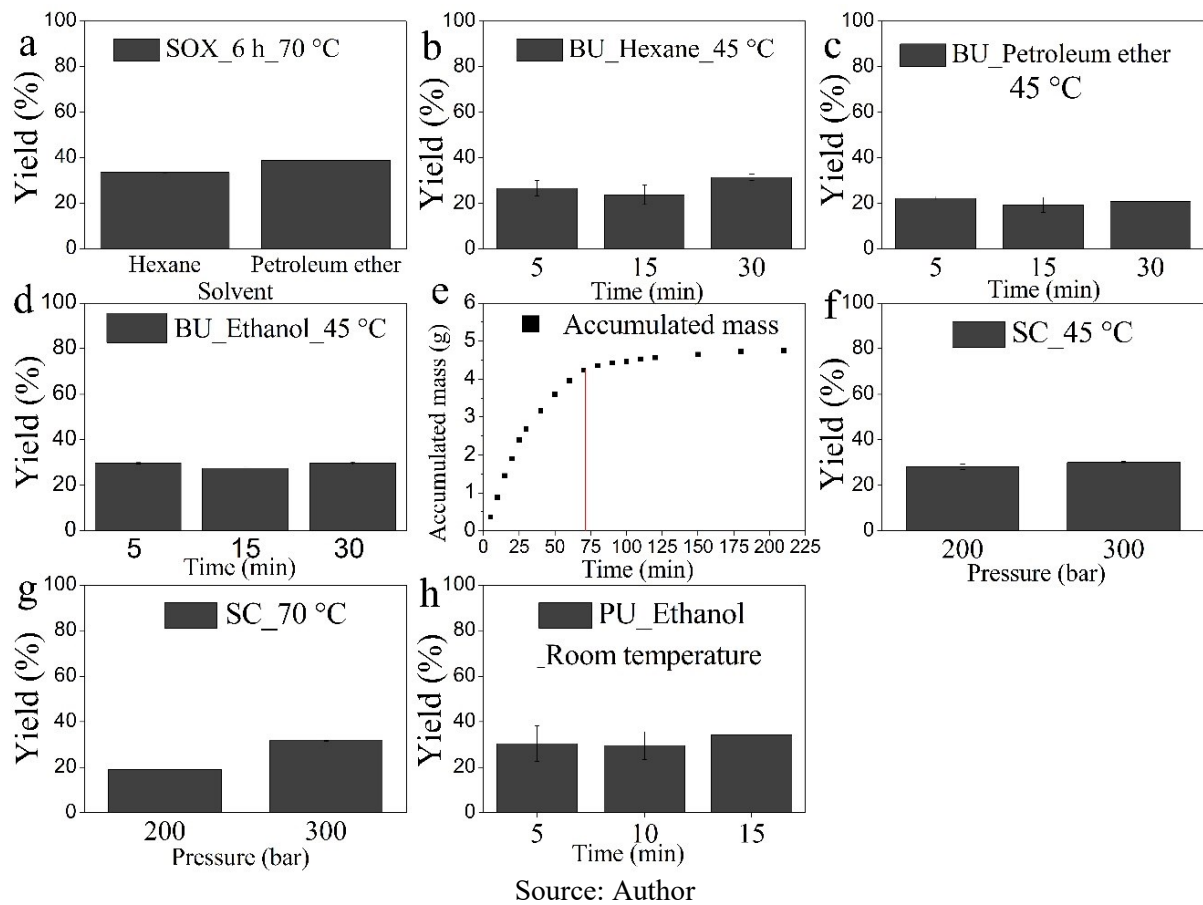 a
SOX_6 h_70 °C
Yield (%)
100
80
60
40
20
0
Hexane
Petroleum ether
Solvent
b
BU_Hexane_45 °C
Yield (%)
100
80
60
40
20
0
5
15
30
Time (min)
c
BU_Petroleum ether
45 °C
Yield (%)
100
80
60
40
20
0
5
15
30
Time (min)
d
BU_Ethanol_45 °C
Yield (%)
100
80
60
40
20
0
5
15
30
Time (min)
e
Accumulated mass
Accumulated mass (g)
6
5
4
3
2
1
0
0 25 50 75 100 125 150 175 200 225
Time (min)
f
SC_45 °C
Yield (%)
100
80
60
40
20
0
200
300
Pressure (bar)
g
SC_70 °C
Yield (%)
100
80
60
40
20
0
200
300
Pressure (bar)
h
PU_Ethanol
_Room temperature
Yield (%)
100
80
60
40
20
0
5
10
15
Time (min)
Source: Author